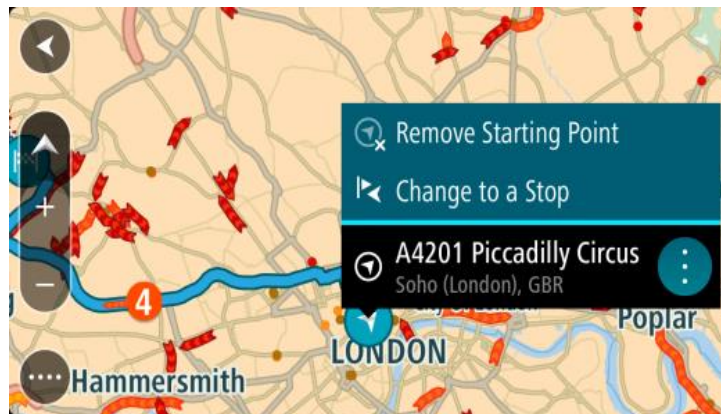 Remove Starting Point
Change to a Stop
A4201 Piccadilly Circus
Soho (London), GBR
4
Poplar
LONDON
Hammersmith